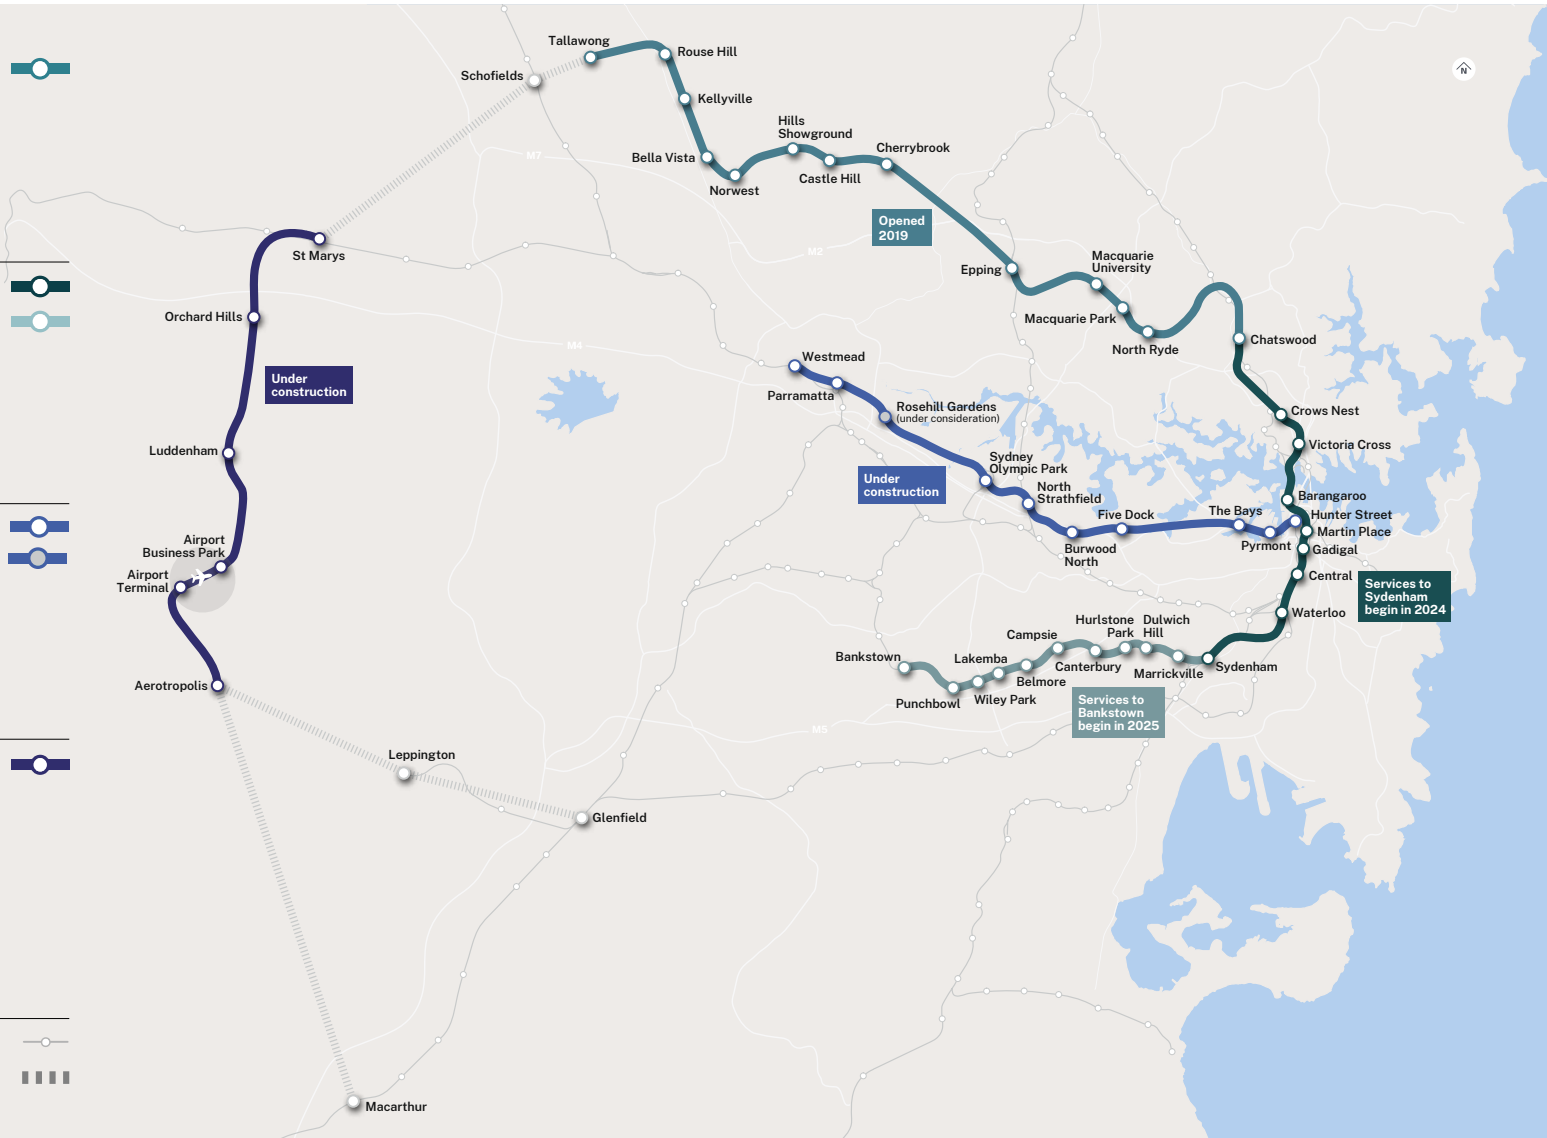 Tallawong
Rouse Hill
Schofields
N
Kellyville
Hills
Showground
Cherrybrook
M7
Bella Vista
Castle Hill
Norwest
Opened
2019
St Marys
M2
Macquarie
University
Epping
Orchard Hills
Macquarie Park
North Ryde
Chatswood
M4
Westmead
Under
construction
Parramatta
Rosehill Gardens
(under consideration)
Crows Nest
Victoria Cross
Luddenham
Sydney
Olympic Park
Under
construction
North
Strathfield
Barangaroo
Five Dock
The Bays
Hunter Street
Martin Place
Airport
Business Park
Pyrmont
Gadigal
Burwood
North
Airport
Terminal
Central
Services to
Sydenham
begin in 2024
Waterloo
Hurlstone
Park
Dulwich
Hill
Campsie
Bankstown
Lakemba
Canterbury
Marrickville
Sydenham
Belmore
Aerotropolis
Punchbowl
Wiley Park
Services to
Bankstown
begin in 2025
M5
Leppington
Glenfield
Macarthur